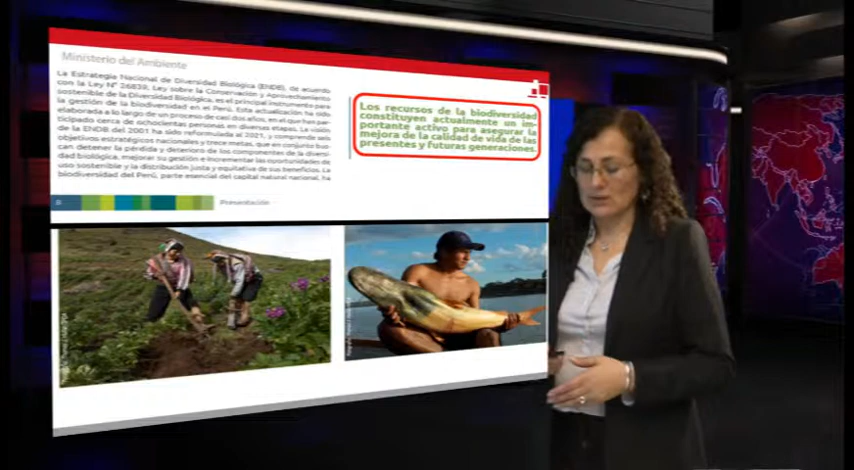 Ministerio del Ambiente
La Estrategia Nacional de Diversidad Biológica (ENDB), de acuerdo
con la Ley N° 26839, Ley sobre la Conservación y Aprovechamiento
sostenible de la Diversidad Biológica, es el principal instrumento para
la gestión de la biodiversidad en el Perú. Esta actualización ha sido
elaborada a lo largo de un proceso de casi dos años, en el que han par-
ticipado cerca de ochocientas personas en diversas etapas. La visión
de la ENDB del 2001 ha sido reformulada al 2021, y comprende seis
objetivos estratégicos nacionales y trece metas, que en conjunto bus-
can detener la pérdida y deterioro de los componentes de la diversi-
dad biológica, mejorar su gestión e incrementar las oportunidades de
uso sostenible y la distribución justa y equitativa de sus beneficios. La
biodiversidad del Perú, parte esencial del capital natural nacional, ha
Los recursos de la biodiversidad
constituyen actualmente un im-
portante activo para asegurar la
mejora de la calidad de vida de las
presentes y futuras generaciones.
8
Presentación